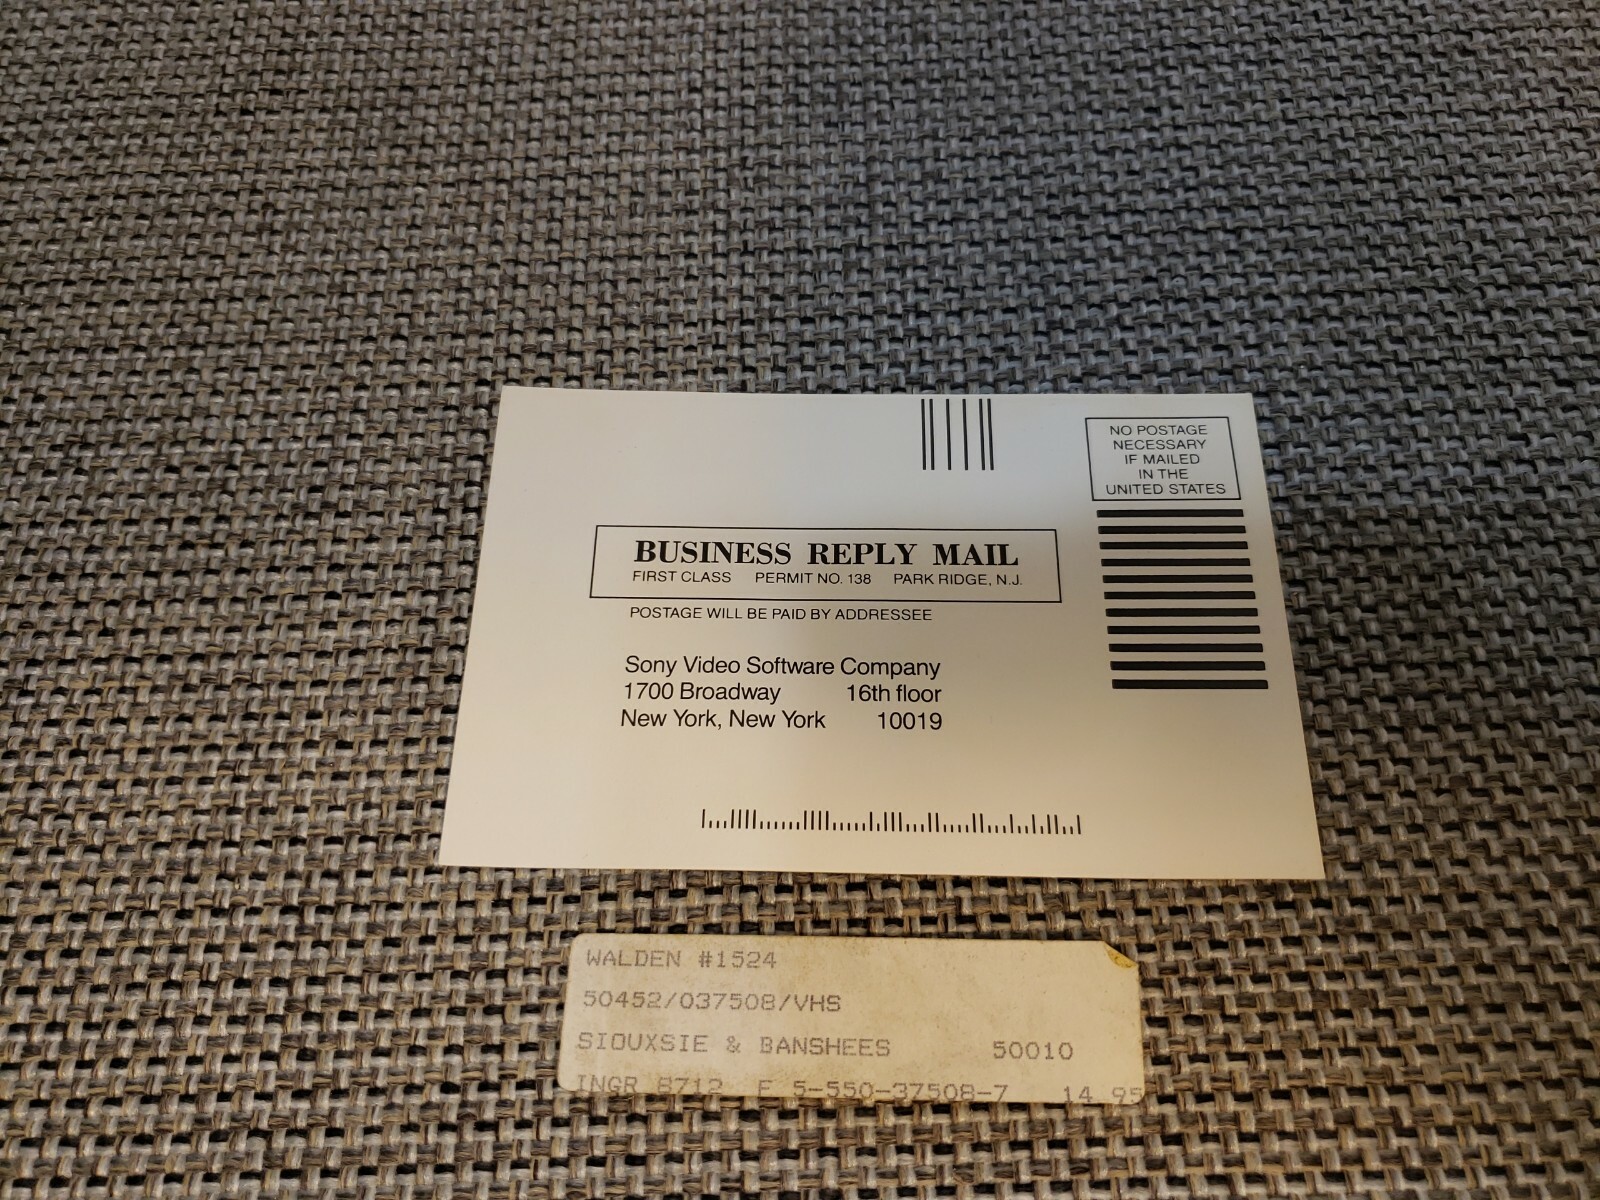 NO POSTAGE
NECESSARY
IF MAILED
IN THE
UNITED STATES
BUSINESS REPLY MAIL
FIRST CLASS PERMIT NO. 138 PARK RIDGE, N.J.
POSTAGE WILL BE PAID BY ADDRESSEE
Sony Video Software Company
1700 Broadway 16th floor
New York, New York 10019
WALDEN #1524
50452/037508/VHS
SIOUXSIE & BANSHEES 50010
INGR 8712 F 5-550-37508-7 14.95